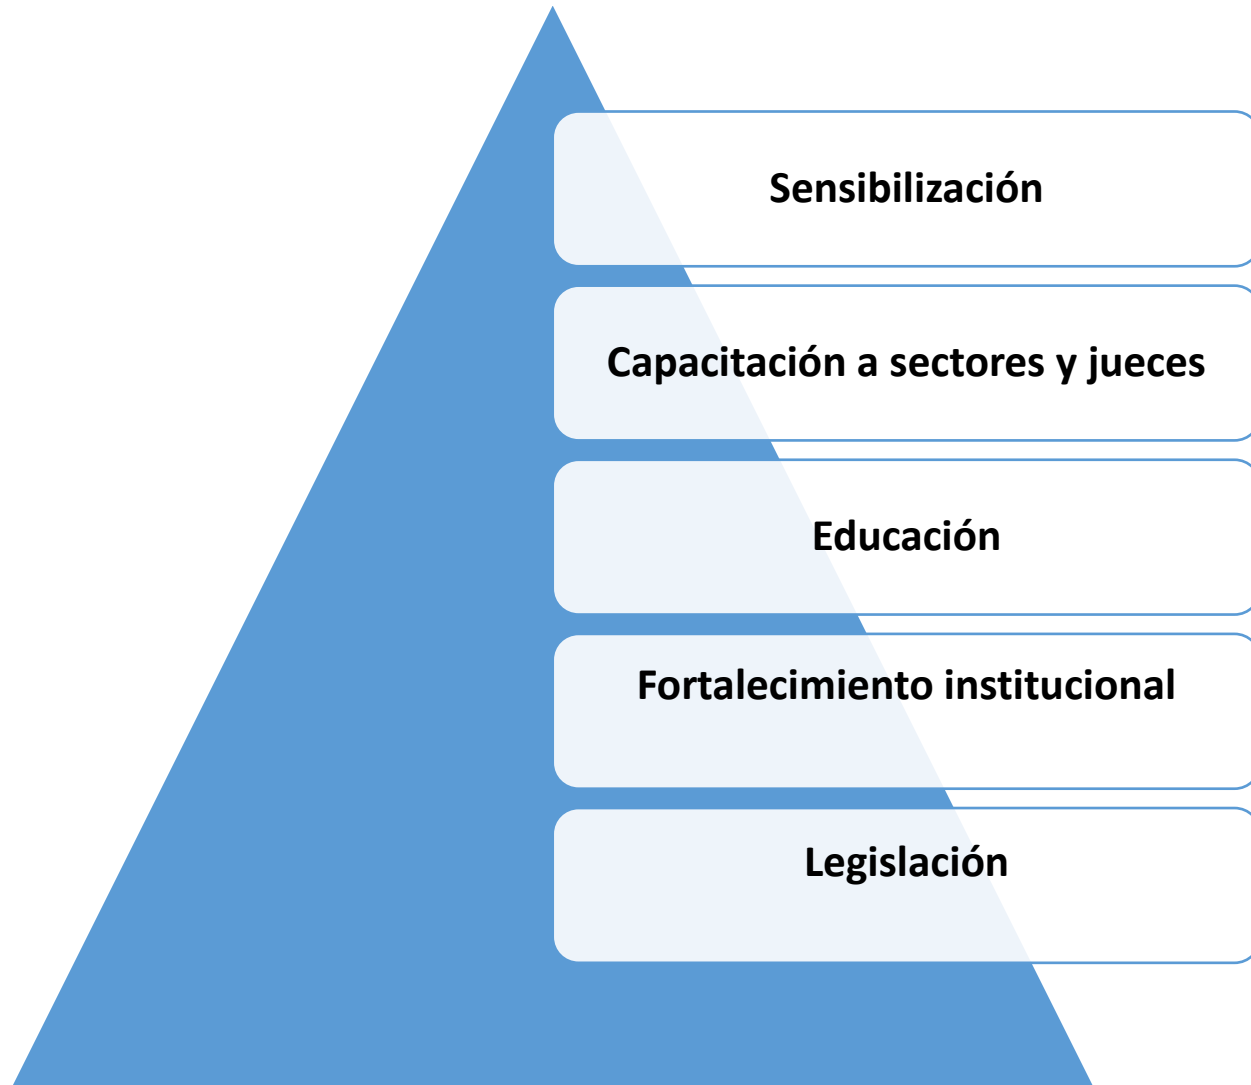 Sensibilización
Capacitación a sectores y jueces
Educación
Fortalecimiento institucional
Legislación